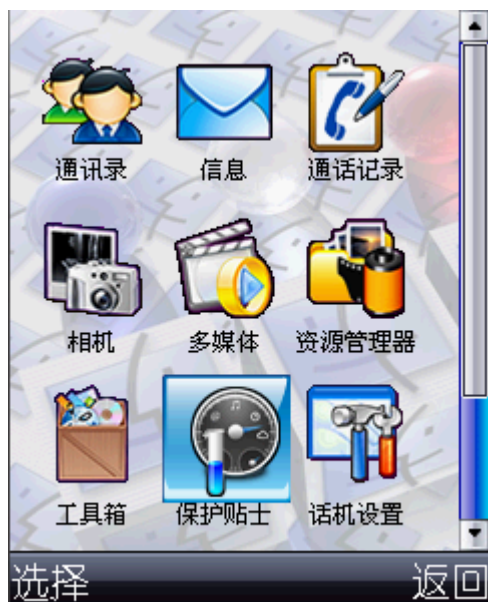 通讯录
信息
通话记录
相机
多媒体
资源管理器
工具箱
保护贴士
话机设置
选择
返回